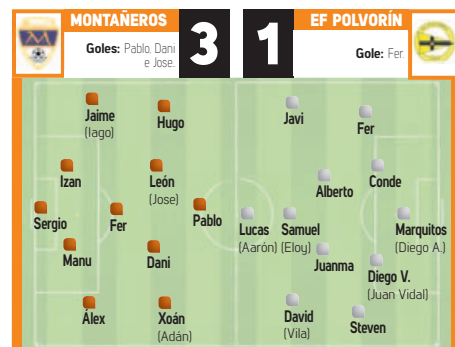 MONTAÑEROS
Goles: Pablo, Dani
e Jose.
3
1
EF POLVORÍN
Gole: Fer.
Jaime
(Iago)
Hugo
Izan
León
(Jose)
Sergio
Fer
Pablo
Manu
Dani
Álex
Xoán
(Adán)
Javi
Fer
Alberto
Conde
Lucas
(Aarón)
Samuel
(Eloy)
Marquitos
(Diego A.)
Juanma
Diego V.
(Juan Vidal)
David
(Vila)
Steven